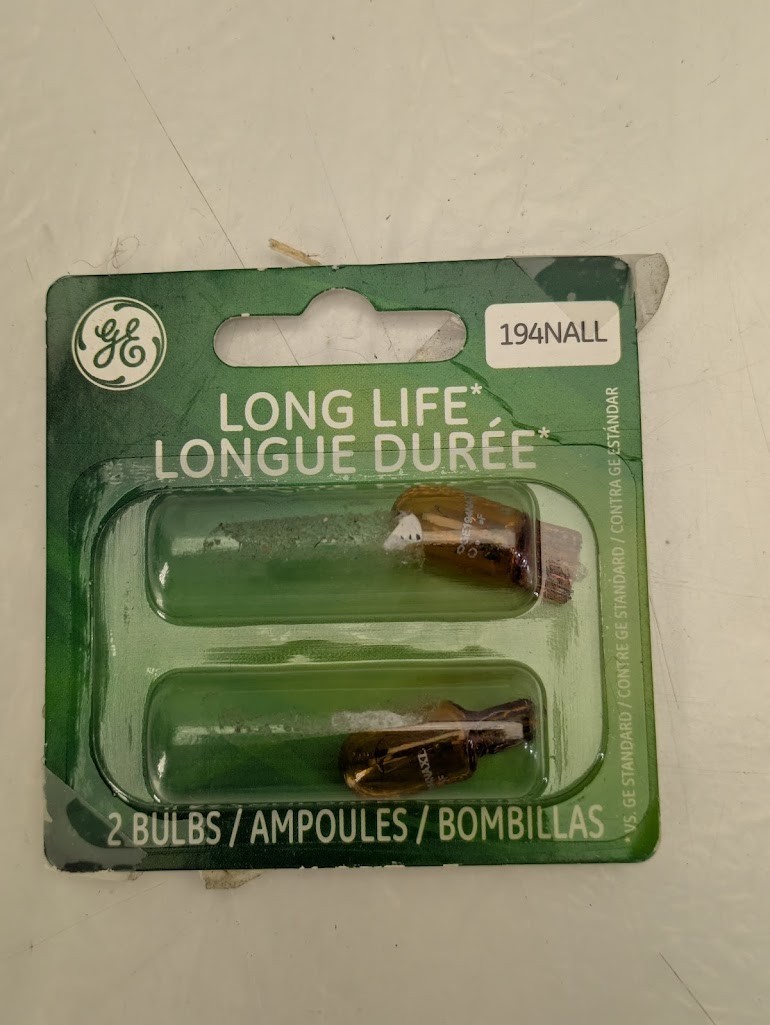 GE
194NALL
LONG LIFE*
LONGUE DURÉE*
2 BULBS / AMPOULES / BOMBILLAS
* VS. GE STANDARD / CONTRE GE STANDARD / CONTRA GE ESTÁNDAR